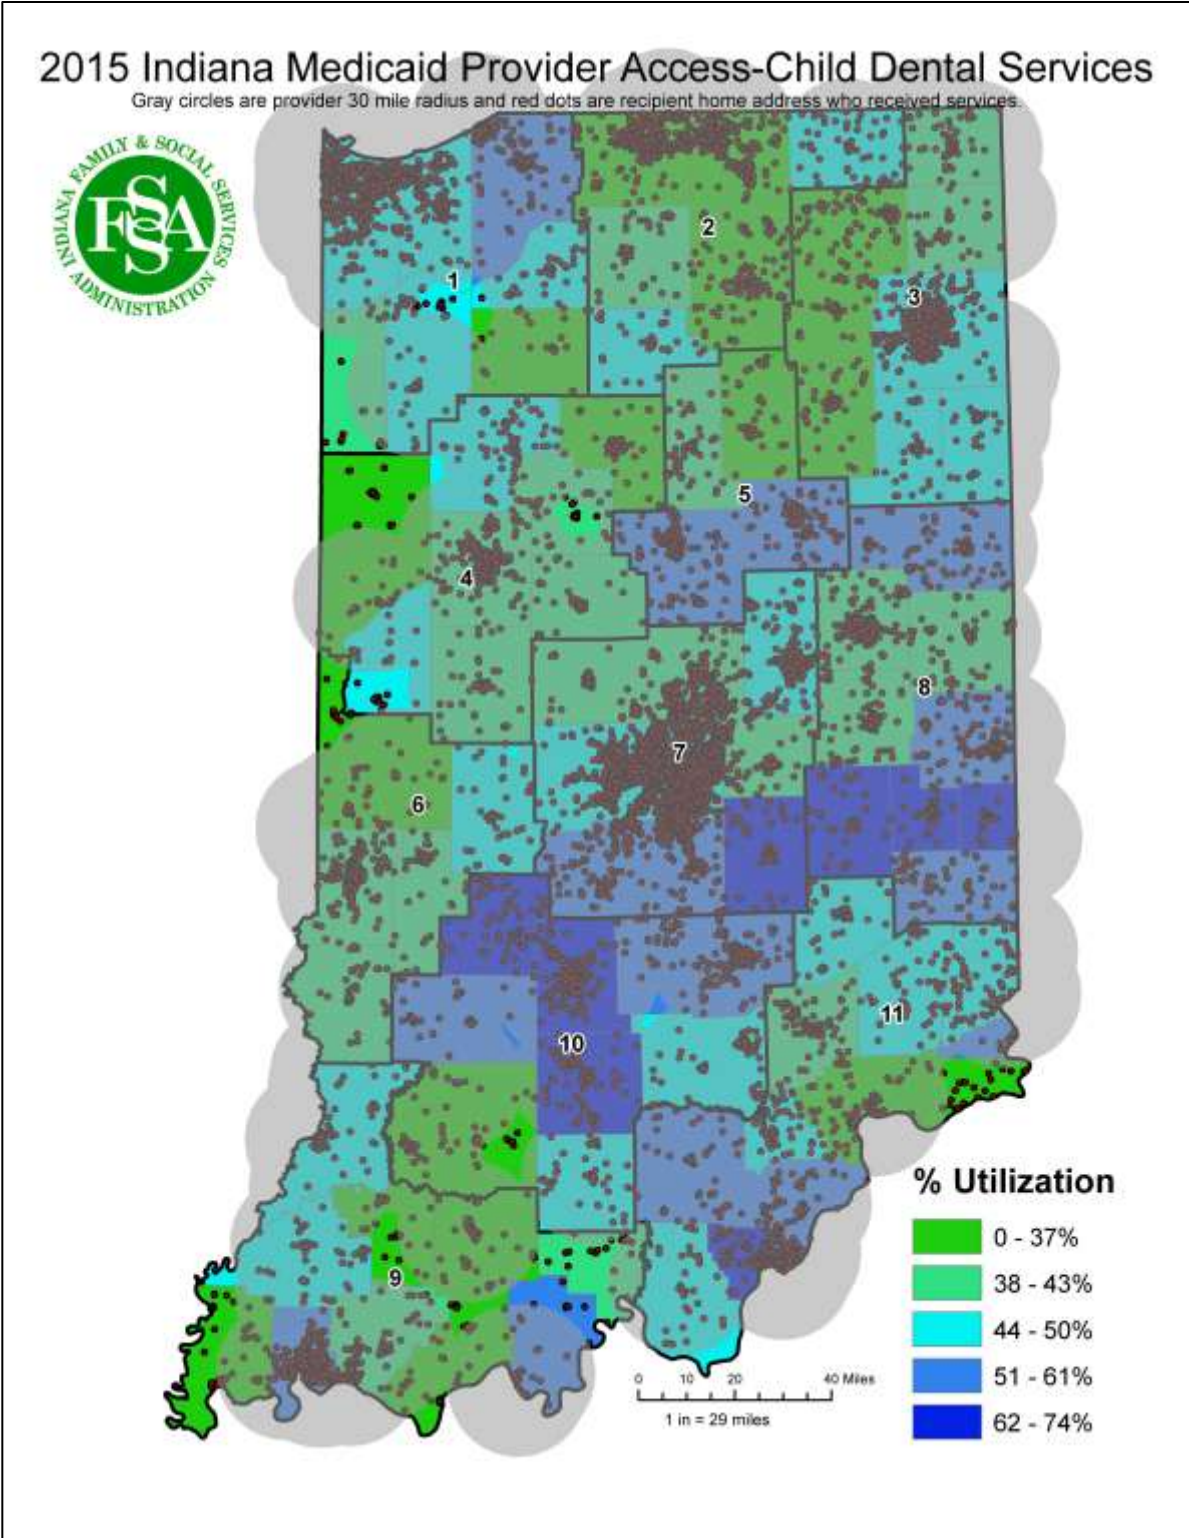 2015 Indiana Medicaid Provider Access-Child Dental Services
Gray circles are provider 30 mile radius and red dots are recipient home address who received services.
INDIANA FAMILY & SOCIAL SERVICES ADMINISTRATION
FSSA
2
1
3
5
4
8
7
6
11
10
9
% Utilization
0 - 37%
38 - 43%
44 - 50%
51 - 61%
62 - 74%
0 10 20 40 Miles
1 in = 29 miles